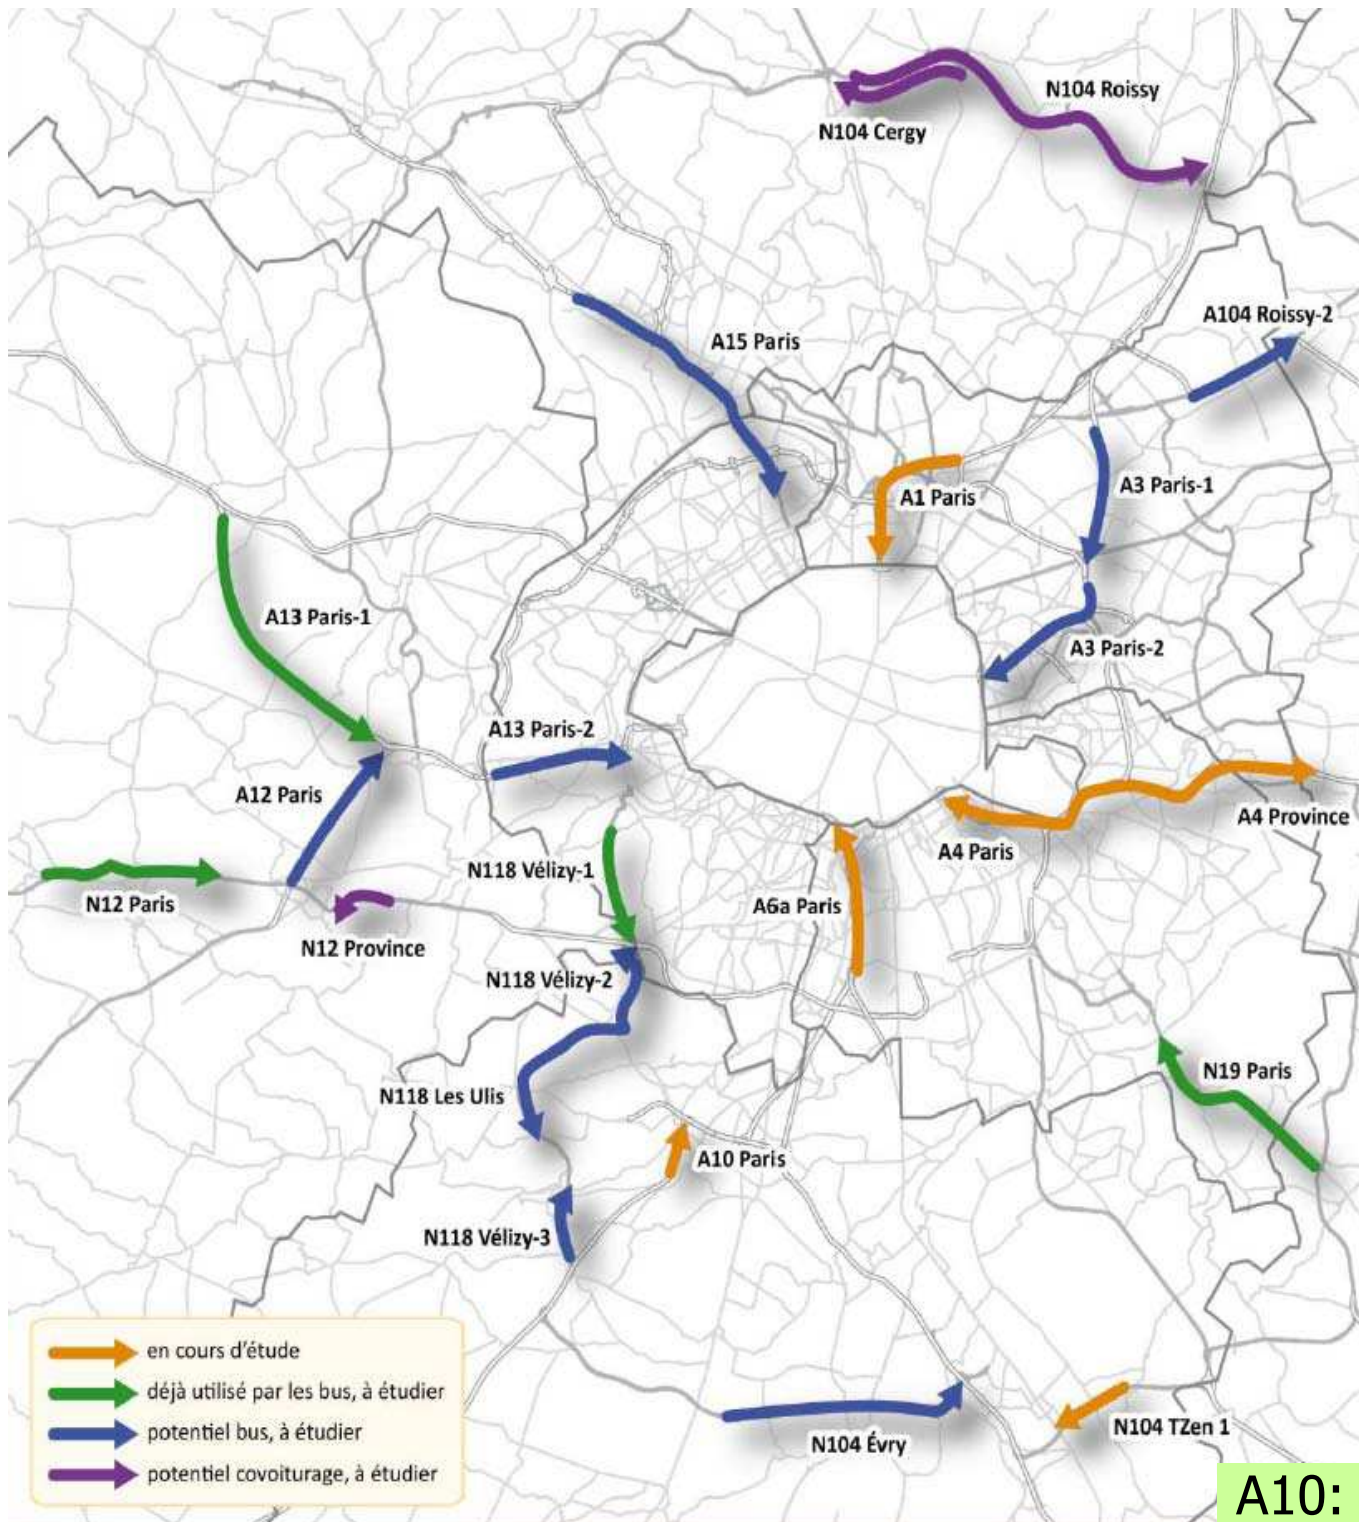 N104 Roissy
N104 Cergy
A104 Roissy-2
A15 Paris
A3 Paris-1
A1 Paris
A13 Paris-1
A3 Paris-2
A13 Paris-2
A12 Paris
A4 Province
A4 Paris
N118 Vélizy-1
N12 Paris
A6a Paris
N12 Province
N118 Vélizy-2
N19 Paris
N118 Les Ulis
A10 Paris
N118 Vélizy-3
en cours d'étude
déjà utilisé par les bus, à étudier
potentiel bus, à étudier
potentiel covoiturage, à étudier
N104 Évry
N104 TZen 1
A10: